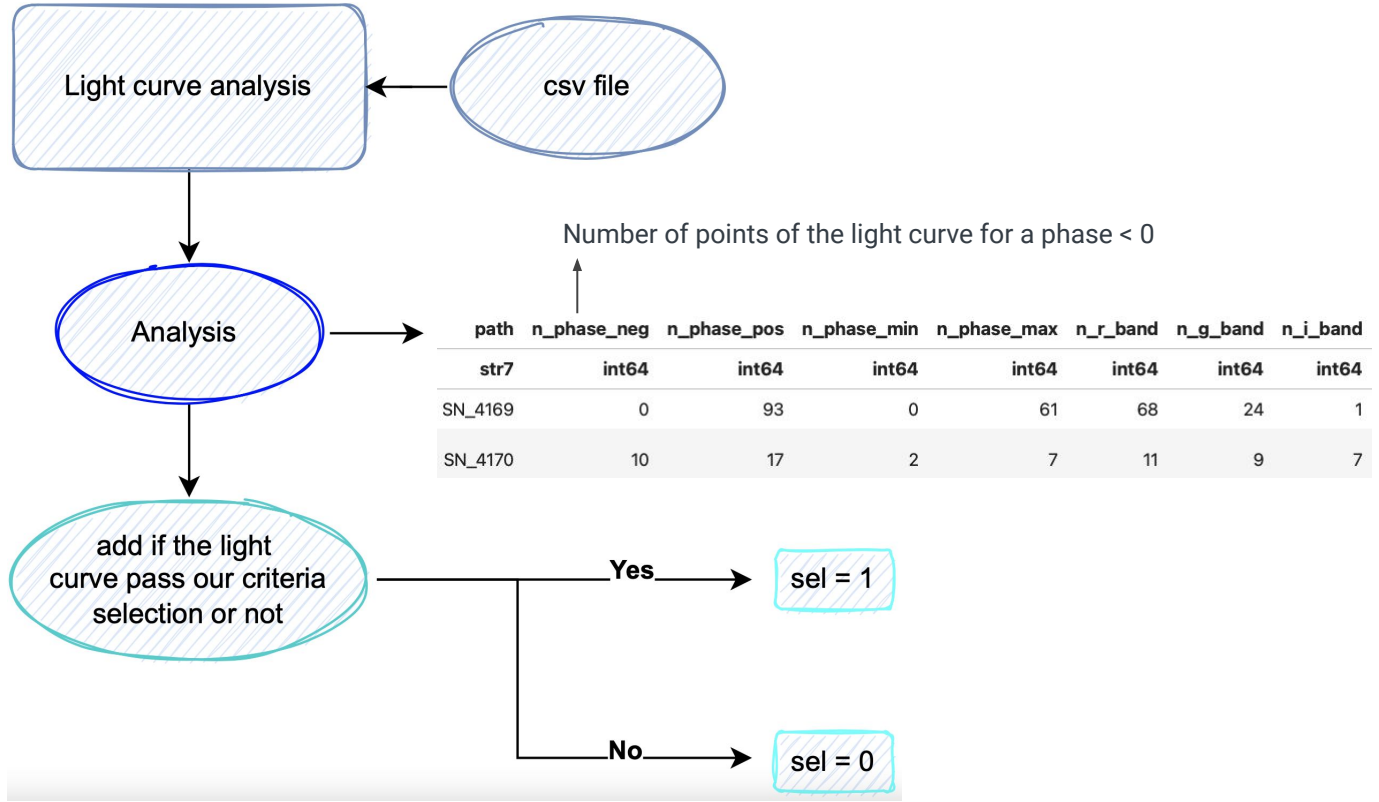 Light curve analysis
csv file
Number of points of the light curve for a phase < 0
Analysis
path n_phase_neg n_phase_pos n_phase_min n_phase_max n_r_band n_g_band n_i_band
str7 int64 int64 int64 int64 int64 int64 int64
SN_4169 0 93 0 61 68 24 1
SN_4170 10 17 2 7 11 9 7
add if the light
curve pass our criteria
selection or not
Yes
sel = 1
No
sel = 0